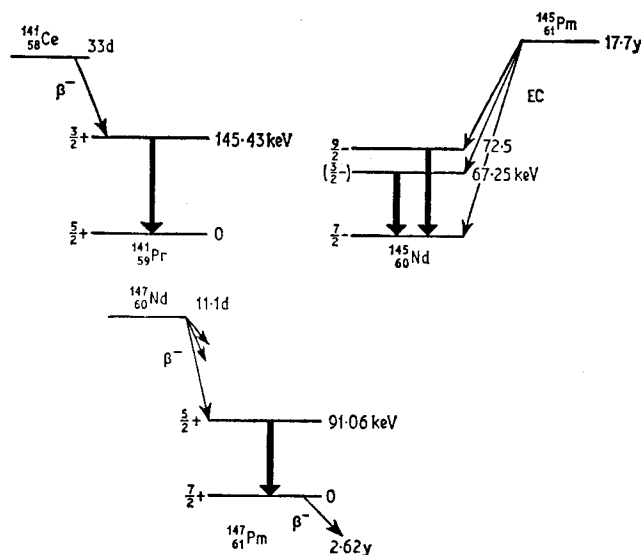 141
58Ce
33d
β−
3/2+
145·43 keV
5/2+
0
141
59Pr
145
61Pm
17·7y
EC
9/2−
72·5
(3/2−)
67·25 keV
7/2−
145
60Nd
147
60Nd
11·1d
β−
5/2+
91·06 keV
7/2+
0
β−
147
61Pm
2·62y